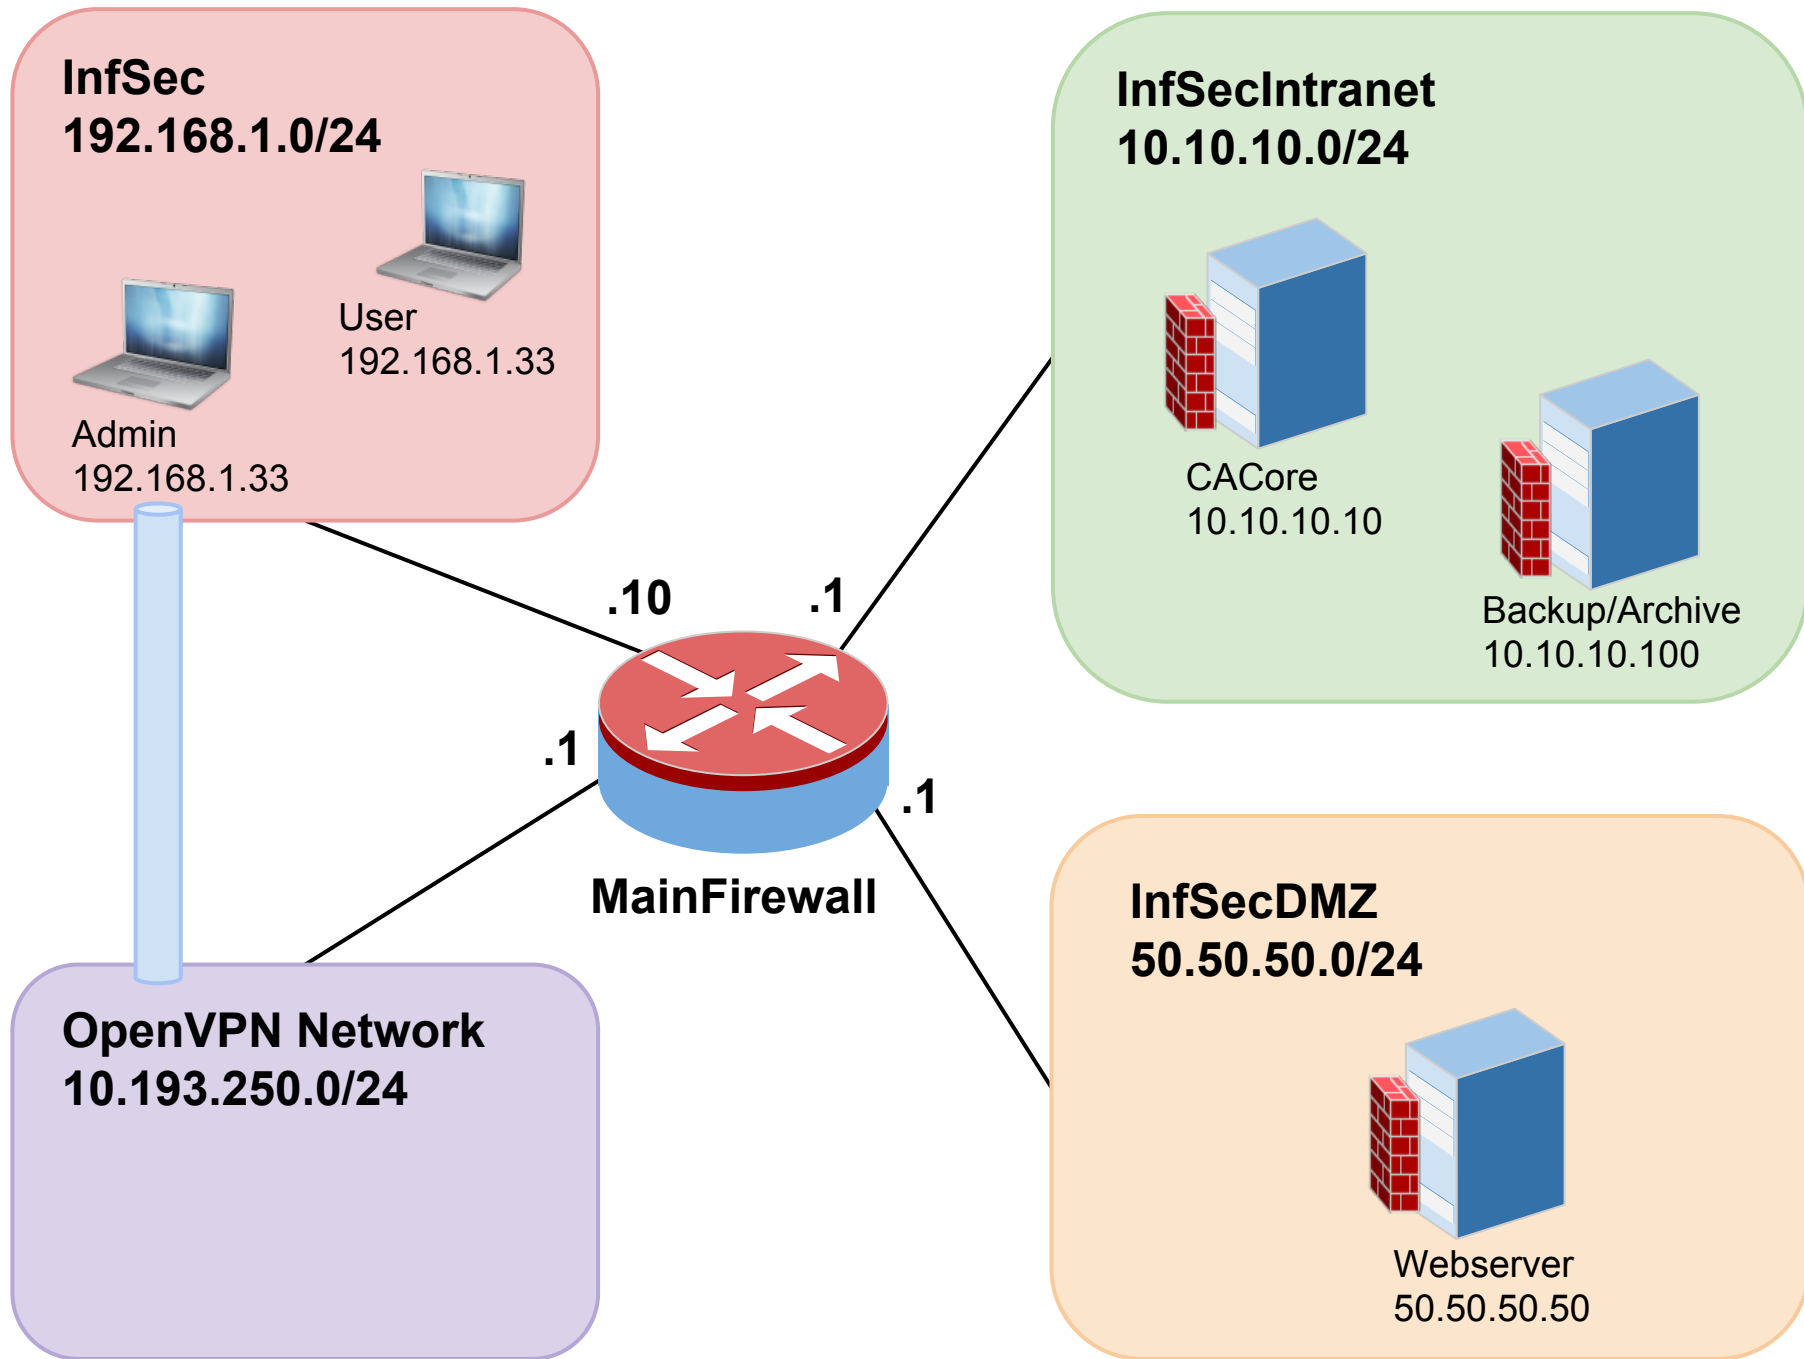 InfSec
192.168.1.0/24
User
192.168.1.33
Admin
192.168.1.33
InfSecIntranet
10.10.10.0/24
CACore
10.10.10.10
Backup/Archive
10.10.10.100
.10
.1
.1
.1
MainFirewall
OpenVPN Network
10.193.250.0/24
InfSecDMZ
50.50.50.0/24
Webserver
50.50.50.50